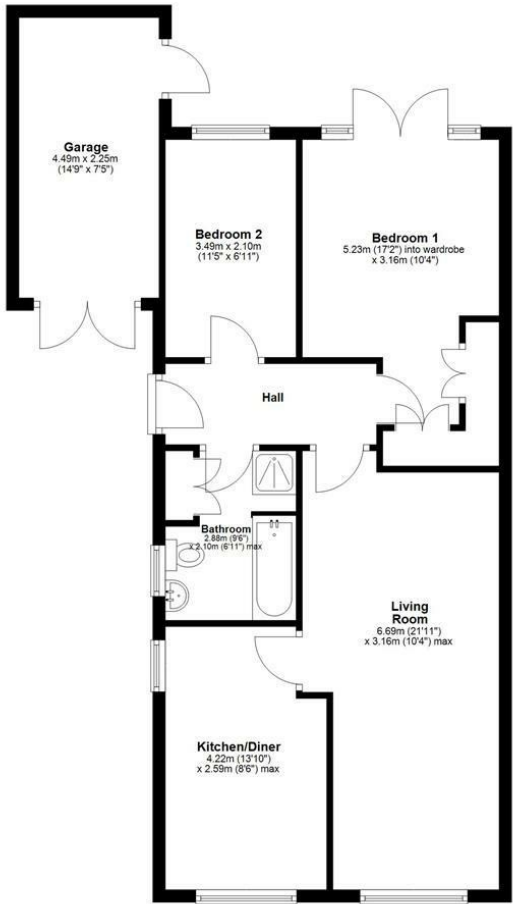 Garage
4.49m x 2.25m
(14'9" x 7'5")
Bedroom 2
3.49m x 2.10m
(11'5" x 6'11")
Bedroom 1
5.23m (17'2") into wardrobe
x 3.16m (10'4")
Hall
Bathroom
2.88m (9'6")
x 2.10m (6'11") max
Living
Room
6.69m (21'11")
x 3.16m (10'4") max
Kitchen/Diner
4.22m (13'10")
x 2.59m (8'6") max